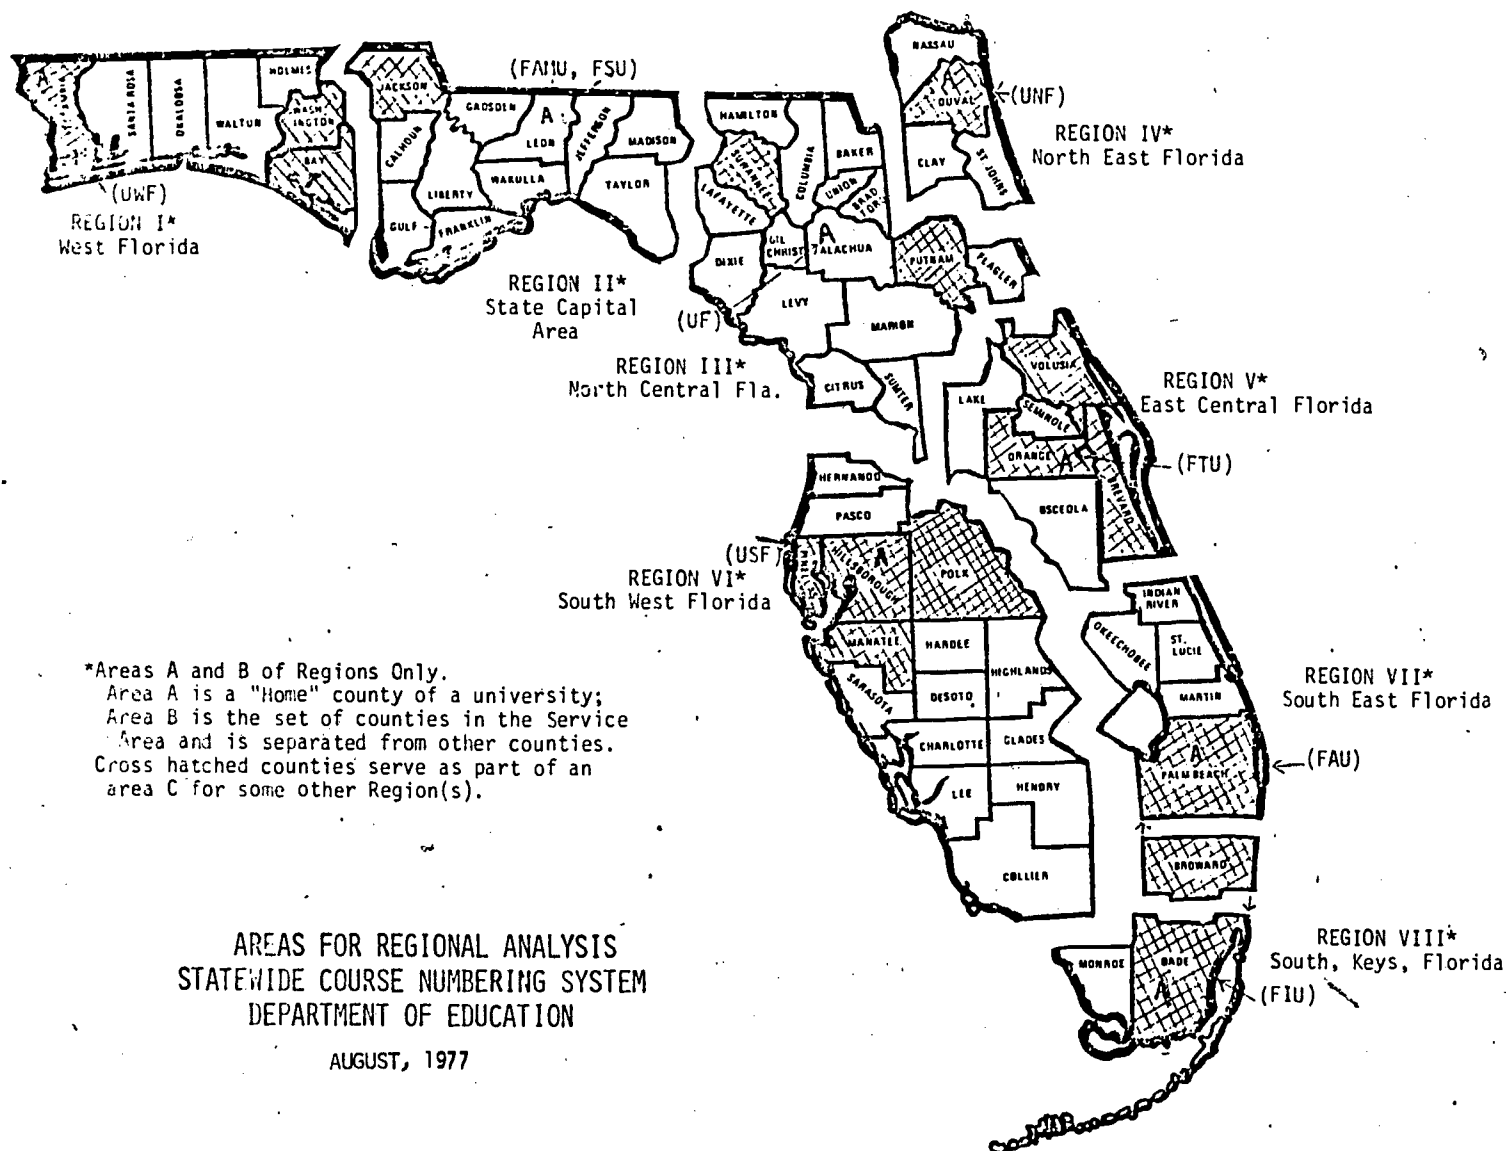 NASSAU
DUVAL
A
(UNF)
CLAY
ST. JOHNS
REGION IV*
North East Florida
A
SANTA ROSA
OKALOOSA
WALTUN
HOLMES
WASH
INGTON
BAY
(UWF)
REGION I*
West Florida
(FAMU, FSU)
JACKSON
GADSDEN
A
LEON
JEFFERSON
MADISON
CALHOUN
LIBERTY
WAKULLA
TAYLOR
GULF
FRANKLIN
REGION II*
State Capital
Area
HAMILTON
SUWANNEE
COLUMBIA
BAKER
UNION
BRAD
FOR
LAFAYETTE
DIXIE
GIL
CHRIST
A
ALACHUA
PUTNAM
FLAGLER
LEVY
MARION
(UF)
CITRUS
SUMTER
REGION III*
North Central Fla.
VOLUSIA
LAKE
SEMINOLE
ORANGE
A
BREVARD
OSCEOLA
REGION V*
East Central Florida
(FTU)
HERNANDO
PASCO
(USF)
HILLSBOROUGH
A
POLK
REGION VI*
South West Florida
MANATEE
HARDEE
HIGHLANDS
SARASOTA
DESOTO
CHARLOTTE
GLADES
LEE
HENDRY
COLLIER
INDIAN
RIVER
OKEECHOBEE
ST.
LUCIE
MARTIN
A
PALM BEACH
REGION VII*
South East Florida
(FAU)
BROWARD
MONROE
DADE
A
REGION VIII*
South, Keys, Florida
(FIU)
*Areas A and B of Regions Only.
Area A is a "Home" county of a university;
Area B is the set of counties in the Service
Area and is separated from other counties.
Cross hatched counties serve as part of an
area C for some other Region(s).
AREAS FOR REGIONAL ANALYSIS
STATEWIDE COURSE NUMBERING SYSTEM
DEPARTMENT OF EDUCATION
AUGUST, 1977